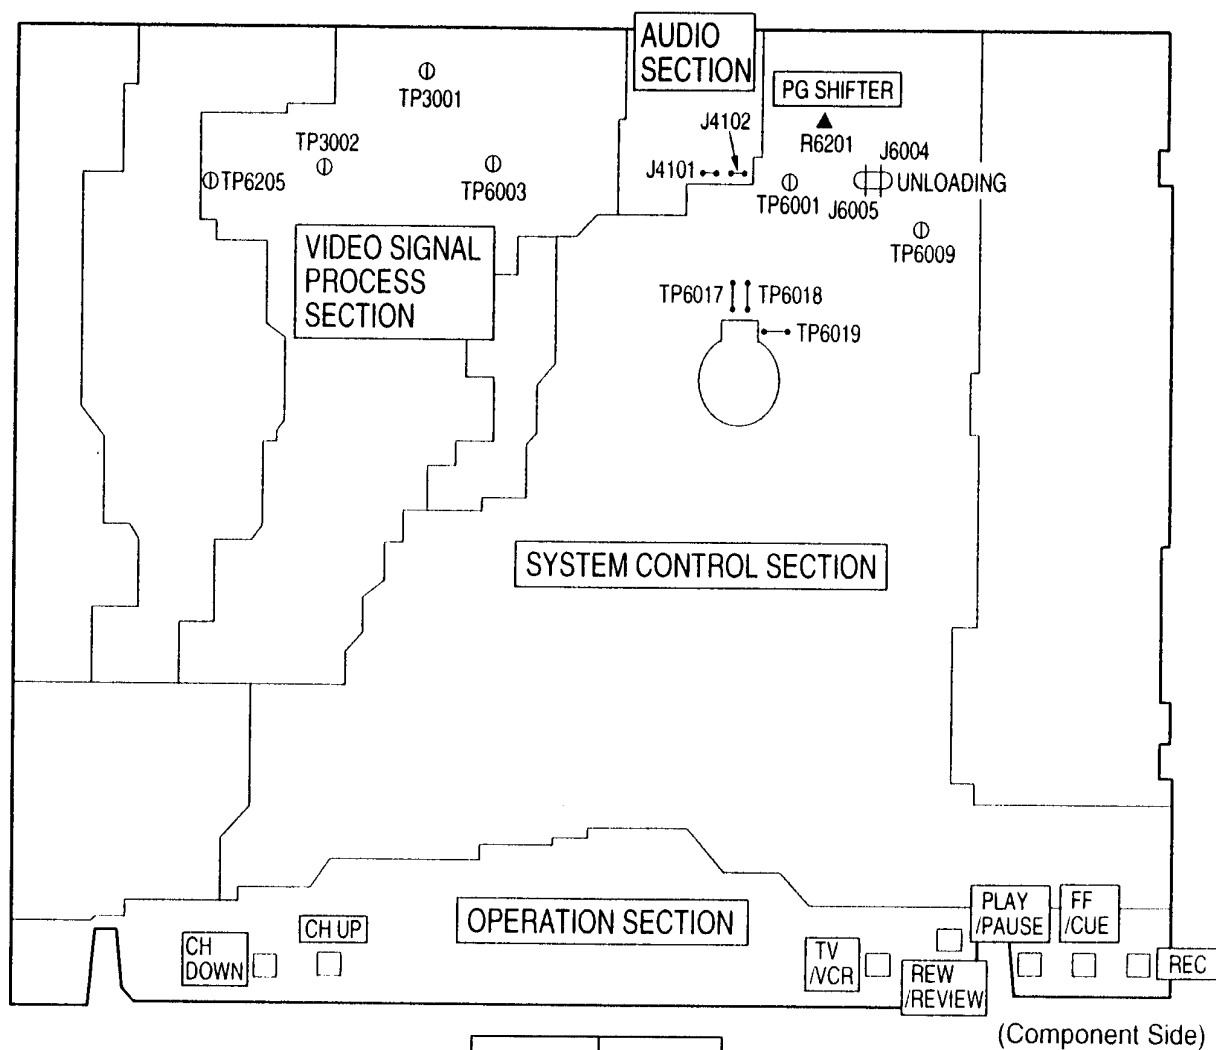 AUDIO
SECTION
PG SHIFTER
TP3001
J4102
R6201
TP3002
J6004
J4101
TP6205
TP6003
TP6001
UNLOADING
J6005
TP6009
VIDEO SIGNAL
PROCESS
SECTION
TP6017
TP6018
TP6019
SYSTEM CONTROL SECTION
OPERATION SECTION
CH UP
CH
DOWN
TV
/VCR
REW
/REVIEW
PLAY
/PAUSE
FF
/CUE
REC
(Component Side)